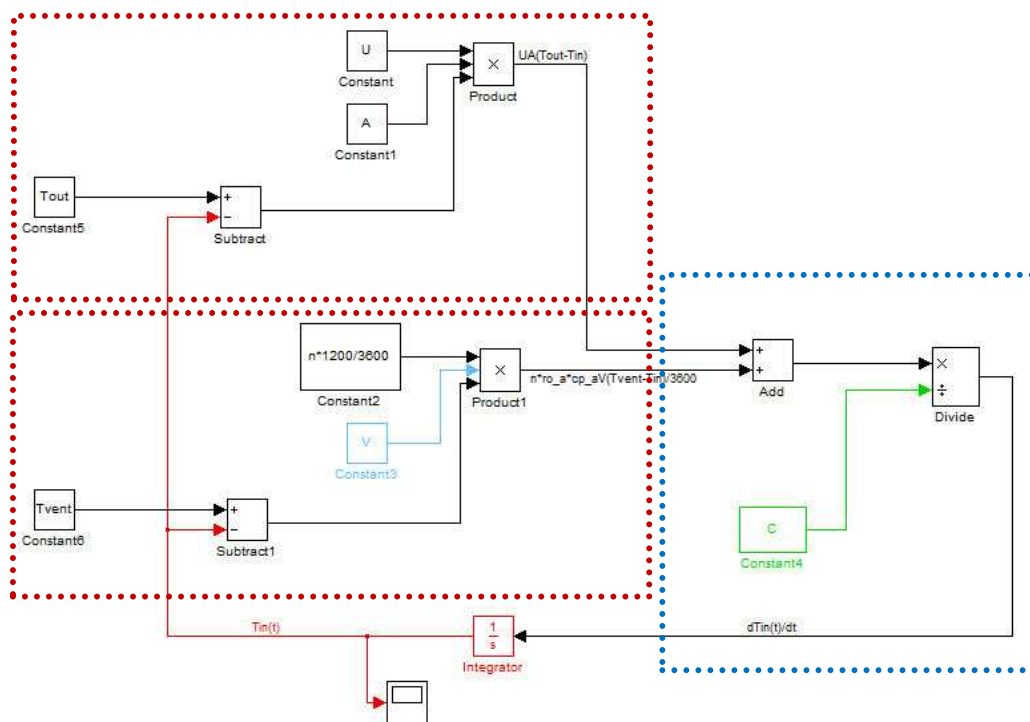 U
Constant
×
Product
UA(Tout-Tin)
A
Constant1
Tout
Constant5
+
−
Subtract
n*1200/3600
Constant2
×
Product1
n*ro_a*cp_aV(Tvent-Tin)/3600
V
Constant3
Tvent
Constant6
+
−
Subtract1
+
+
Add
×
÷
Divide
C
Constant4
Tin(t)
1
s
Integrator
dTin(t)/dt